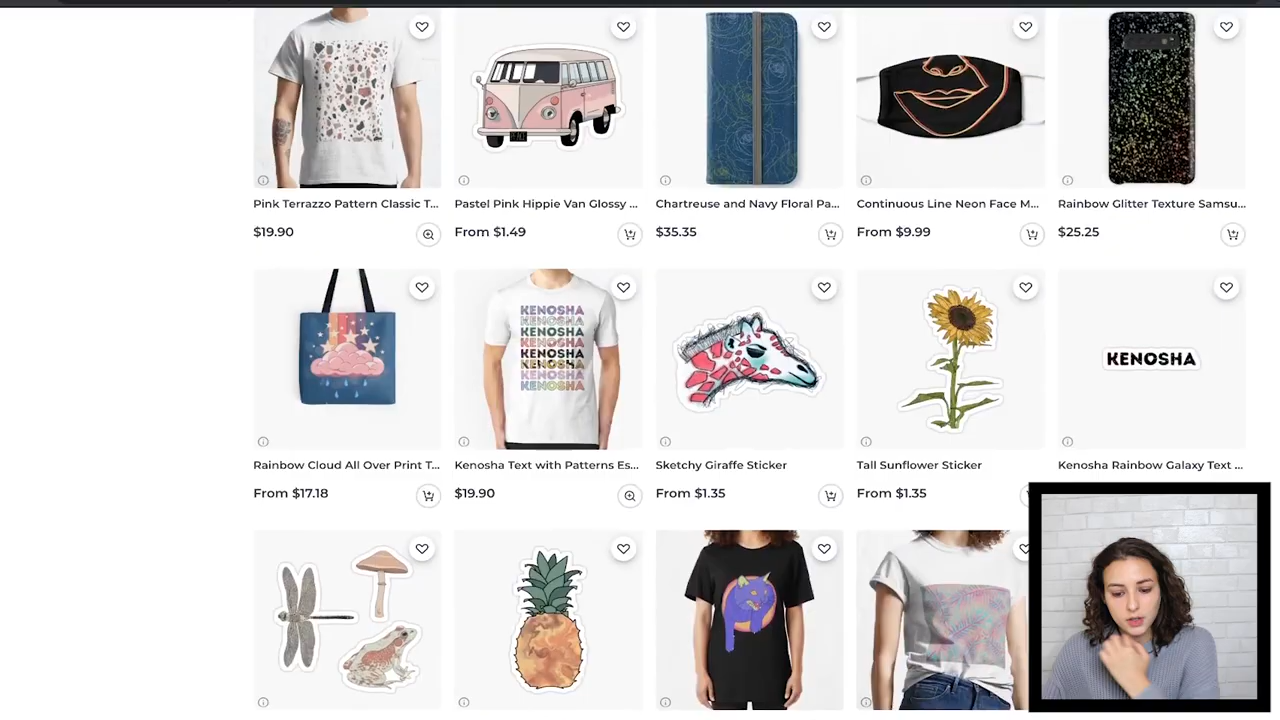 Pink Terrazzo Pattern Classic T...
Pastel Pink Hippie Van Glossy ...
Chartreuse and Navy Floral Pa...
Continuous Line Neon Face M...
Rainbow Glitter Texture Samsu...
$19.90
From $1.49
$35.35
From $9.99
$25.25
KENOSHA
KENOSHA
KENOSHA
KENOSHA
KENOSHA
KENOSHA
KENOSHA
KENOSHA
KENOSHA
Rainbow Cloud All Over Print T...
Kenosha Text with Patterns Es...
Sketchy Giraffe Sticker
Tall Sunflower Sticker
Kenosha Rainbow Galaxy Text ...
From $17.18
$19.90
From $1.35
From $1.35